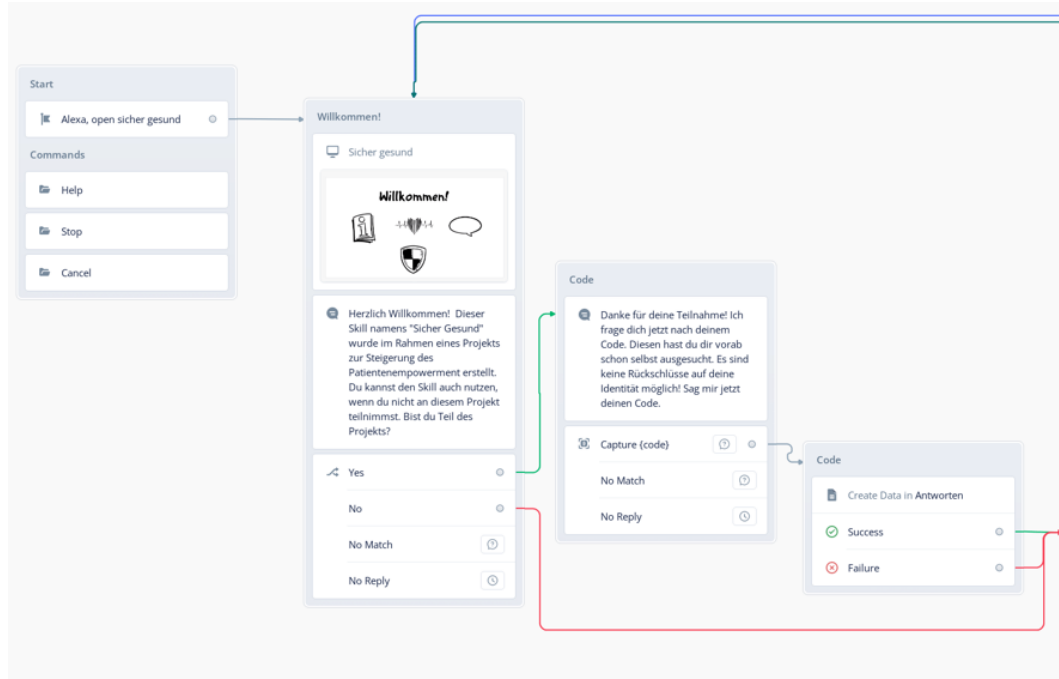 Start
Alexa, open sicher gesund
Commands
Help
Stop
Cancel
Willkommen!
Sicher gesund
Willkommen!
i
Herzlich Willkommen! Dieser
Skill namens "Sicher Gesund"
wurde im Rahmen eines Projekts
zur Steigerung des
Patientenempowerment erstellt.
Du kannst den Skill auch nutzen,
wenn du nicht an diesem Projekt
teilnimmst. Bist du Teil des
Projekts?
Yes
No
No Match
No Reply
Code
Danke für deine Teilnahme! Ich
frage dich jetzt nach deinem
Code. Diesen hast du dir vorab
schon selbst ausgesucht. Es sind
keine Rückschlüsse auf deine
Identität möglich! Sag mir jetzt
deinen Code.
Capture {code}
No Match
No Reply
Code
Create Data in Antworten
Success
Failure